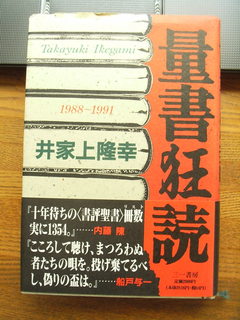 Takayuki Ikegami
1988-1991
量書狂読
井家上隆幸
『十年待ちの〈書評聖書〉冊数
実に1354。』……内藤 陳
『こころして聴け、まつろわぬ
者たちの唄を。投げ棄てるべ
し、偽りの盃は。』
……船戸与一
三一書房